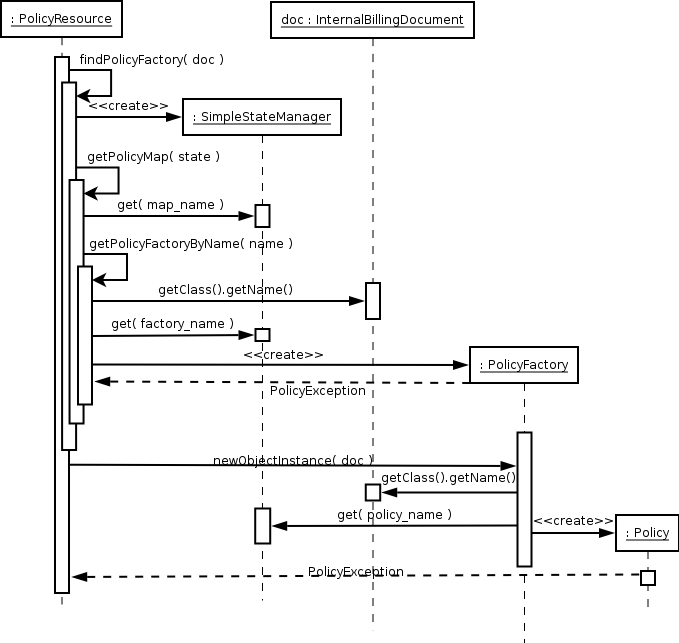 : PolicyResource
doc : InternalBillingDocument
findPolicyFactory( doc )
<<create>>
: SimpleStateManager
getPolicyMap( state )
get( map_name )
getPolicyFactoryByName( name )
getClass().getName()
get( factory_name )
<<create>>
: PolicyFactory
PolicyException
newObjectInstance( doc )
getClass().getName()
get( policy_name )
<<create>>
: Policy
PolicyException